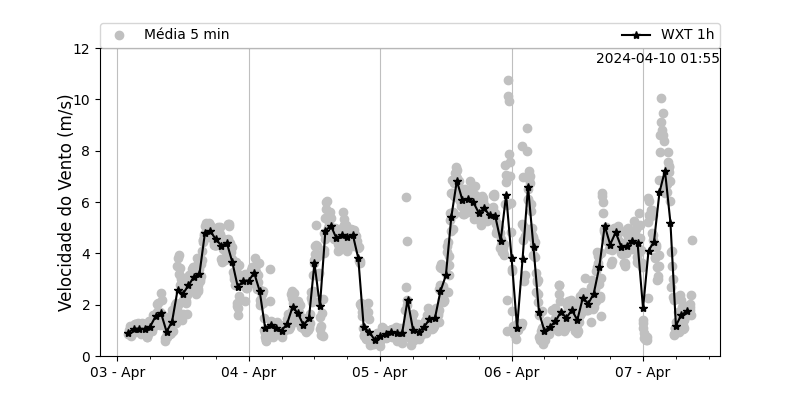 Média 5 min
WXT 1h
2024-04-10 01:55
Velocidade do Vento (m/s)
12
10
8
6
4
2
0
03 - Apr
04 - Apr
05 - Apr
06 - Apr
07 - Apr